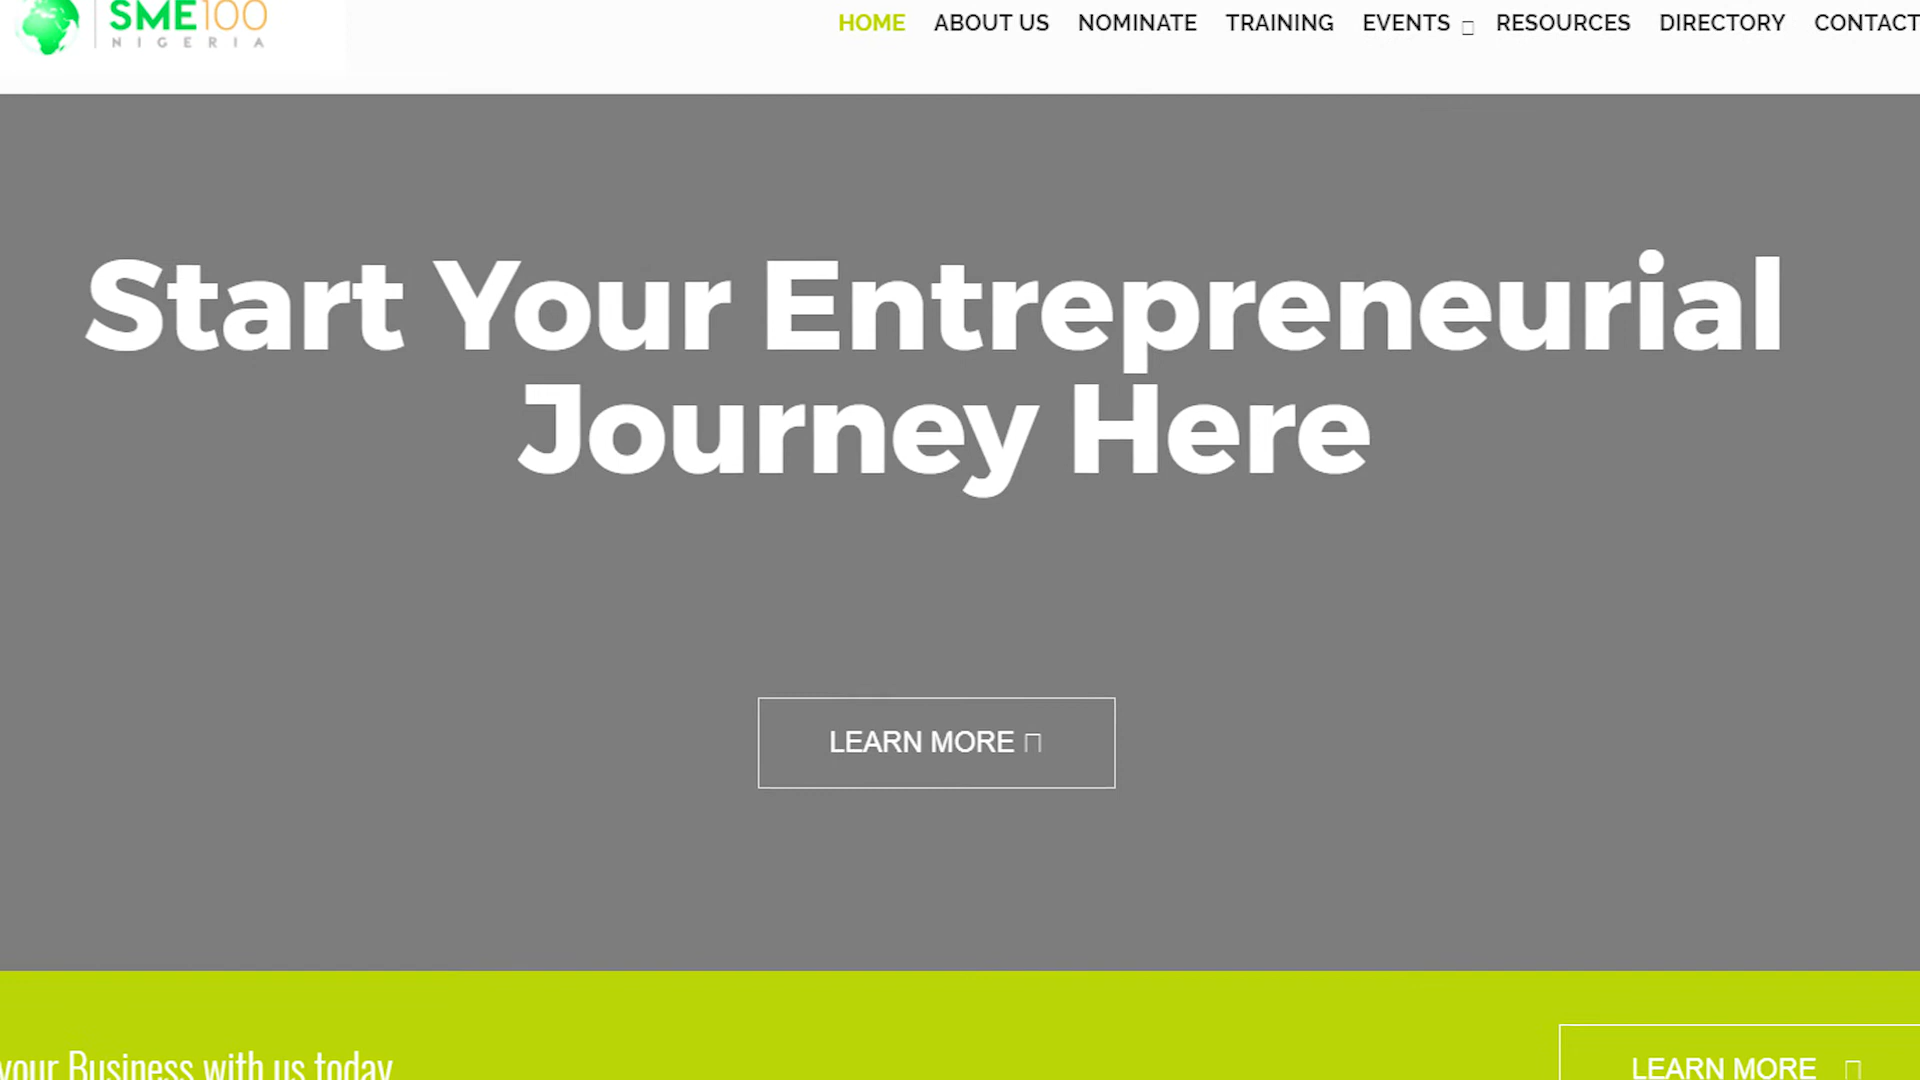 SME100
NIGERIA
HOME ABOUT US NOMINATE TRAINING EVENTS RESOURCES DIRECTORY CONTACT
Start Your Entrepreneurial
Journey Here
LEARN MORE
your Business with us today
LEARN MORE